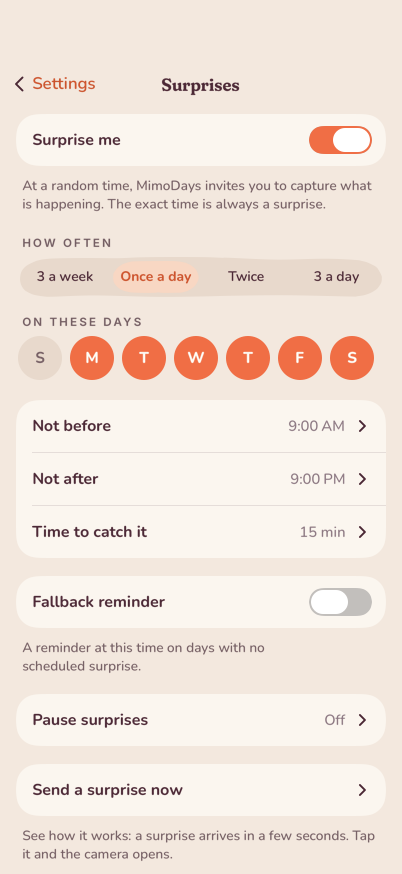 Settings
Surprises
Surprise me
At a random time, MimoDays invites you to capture what
is happening. The exact time is always a surprise.
HOW OFTEN
3 a week Once a day Twice 3 a day
ON THESE DAYS
S M T W T F S
Not before 9:00 AM
Not after 9:00 PM
Time to catch it 15 min
Fallback reminder
A reminder at this time on days with no
scheduled surprise.
Pause surprises Off
Send a surprise now
See how it works: a surprise arrives in a few seconds. Tap
it and the camera opens.